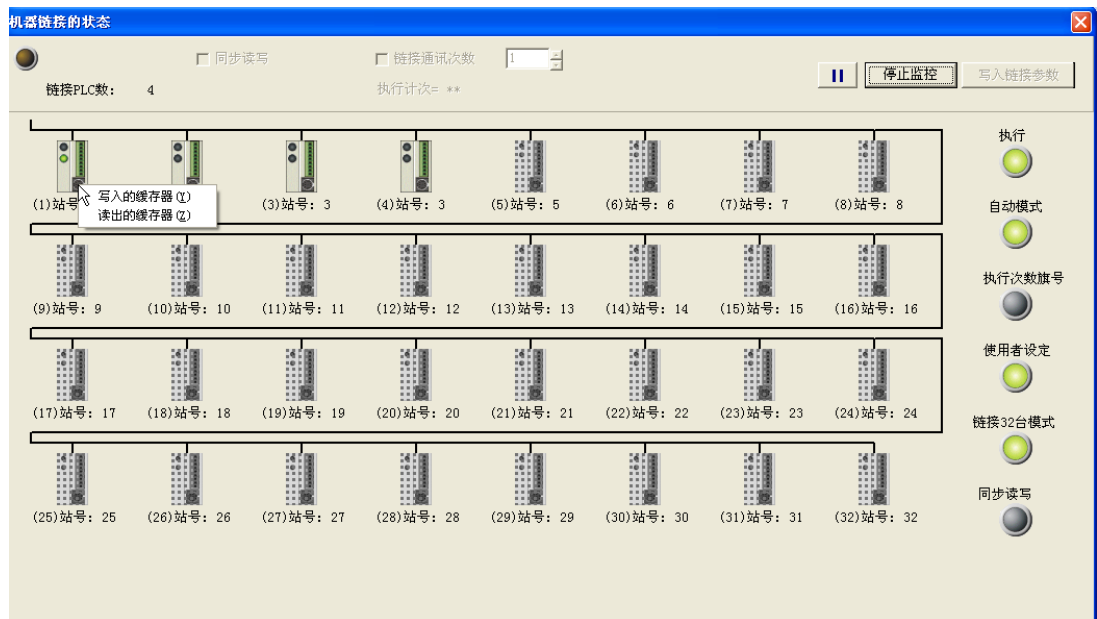 机器链接的状态
同步读写 链接通讯次数 1
链接PLC数: 4 执行计次= ** 停止监控 写入链接参数
执行
写入的缓存器(Y)
(1)站号 (3)站号: 3 (4)站号: 3 (5)站号: 5 (6)站号: 6 (7)站号: 7 (8)站号: 8
读出的缓存器(Z)
自动模式
执行次数旗号
(9)站号: 9 (10)站号: 10 (11)站号: 11 (12)站号: 12 (13)站号: 13 (14)站号: 14 (15)站号: 15 (16)站号: 16
使用者设定
(17)站号: 17 (18)站号: 18 (19)站号: 19 (20)站号: 20 (21)站号: 21 (22)站号: 22 (23)站号: 23 (24)站号: 24
链接32台模式
同步读写
(25)站号: 25 (26)站号: 26 (27)站号: 27 (28)站号: 28 (29)站号: 29 (30)站号: 30 (31)站号: 31 (32)站号: 32